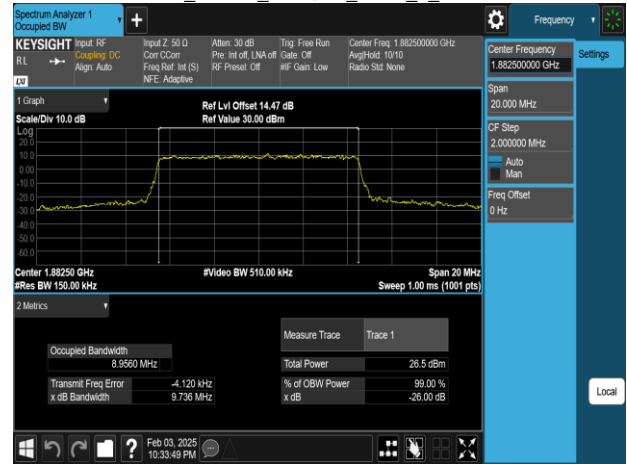 Spectrum Analyzer 1
Occupied BW
+
Frequency
KEYSIGHT
RL
LXI
Input: RF
Coupling: DC
Align: Auto
Input Z: 50 Ω
Corr CCorr
Freq Ref: Int (S)
NFE: Adaptive
Atten: 30 dB
Pre: Int off, LNA off
RF Presel: Off
Trig: Free Run
Gate: Off
#IF Gain: Low
Center Freq: 1.882500000 GHz
Avg|Hold: 10/10
Radio Std: None
Center Frequency
1.882500000 GHz
Settings
Span
20.000 MHz
CF Step
2.000000 MHz
Auto
Man
Freq Offset
0 Hz
1 Graph
Scale/Div 10.0 dB
Ref Lvl Offset 14.47 dB
Ref Value 30.00 dBm
Log
20.0
10.0
0.00
-10.0
-20.0
-30.0
-40.0
-50.0
-60.0
Center 1.88250 GHz
#Video BW 510.00 kHz
Span 20 MHz
#Res BW 150.00 kHz
Sweep 1.00 ms (1001 pts)
2 Metrics
Measure Trace Trace 1
Occupied Bandwidth
8.9560 MHz
Total Power 26.5 dBm
Transmit Freq Error -4.120 kHz
% of OBW Power 99.00 %
x dB Bandwidth 9.736 MHz
x dB -26.00 dB
Local
?
Feb 03, 2025
10:33:49 PM